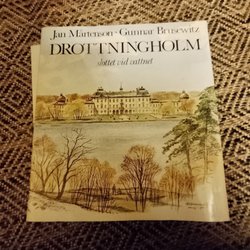 Jan Mårtenson · Gunnar Brusewitz
DROTTNINGHOLM
slottet vid vattnet